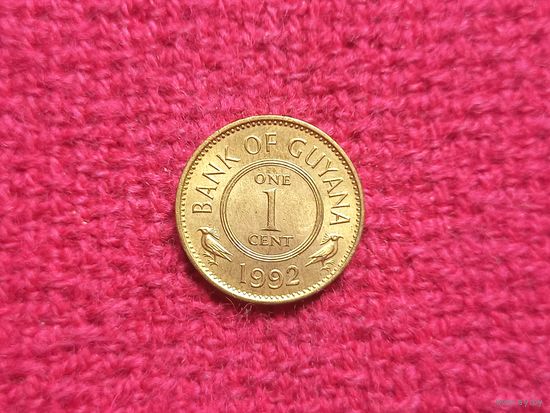 BANK OF GUYANA
ONE
1
CENT
1992